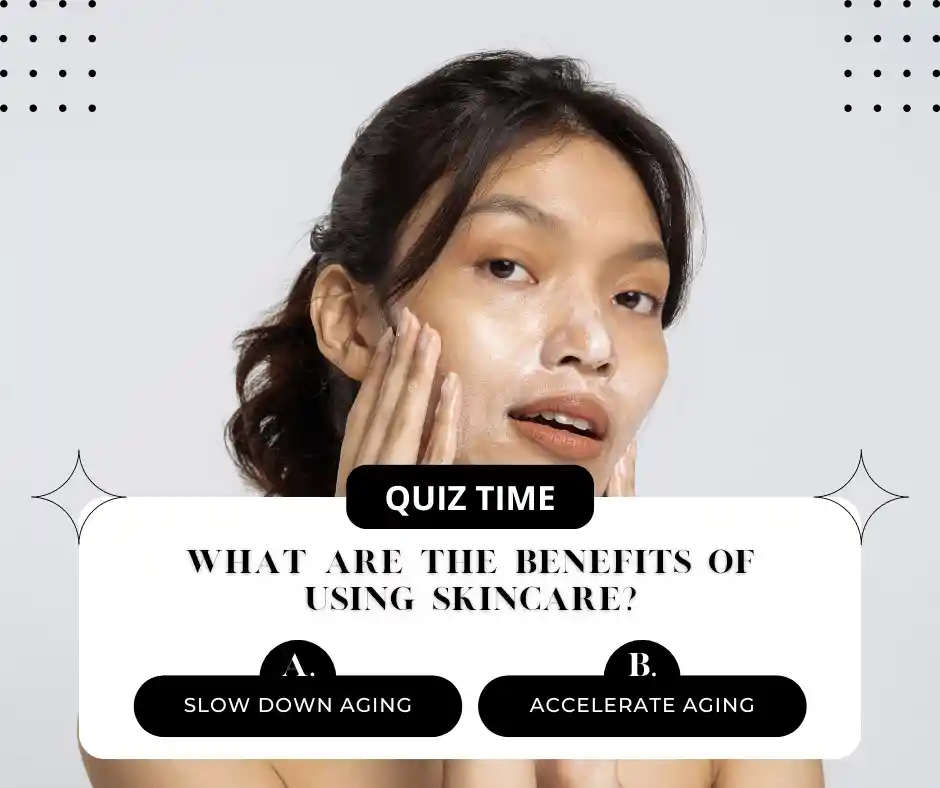 QUIZ TIME
WHAT ARE THE BENEFITS OF
USING SKINCARE?
A.
SLOW DOWN AGING
B.
ACCELERATE AGING